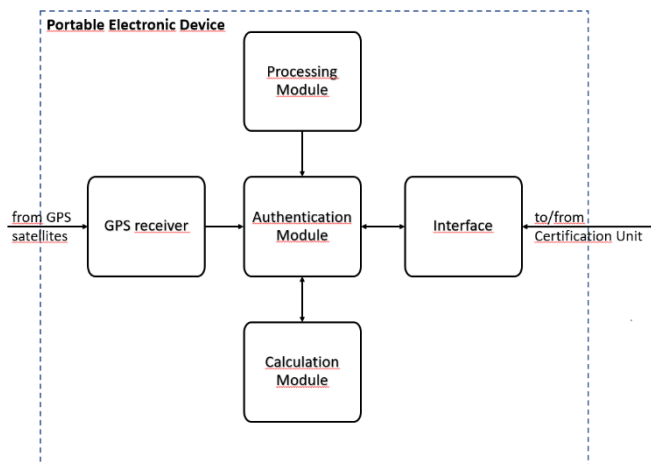 Portable Electronic Device
Processing
Module
from GPS
satellites
GPS receiver
Authentication
Module
Interface
to/from
Certification Unit
Calculation
Module